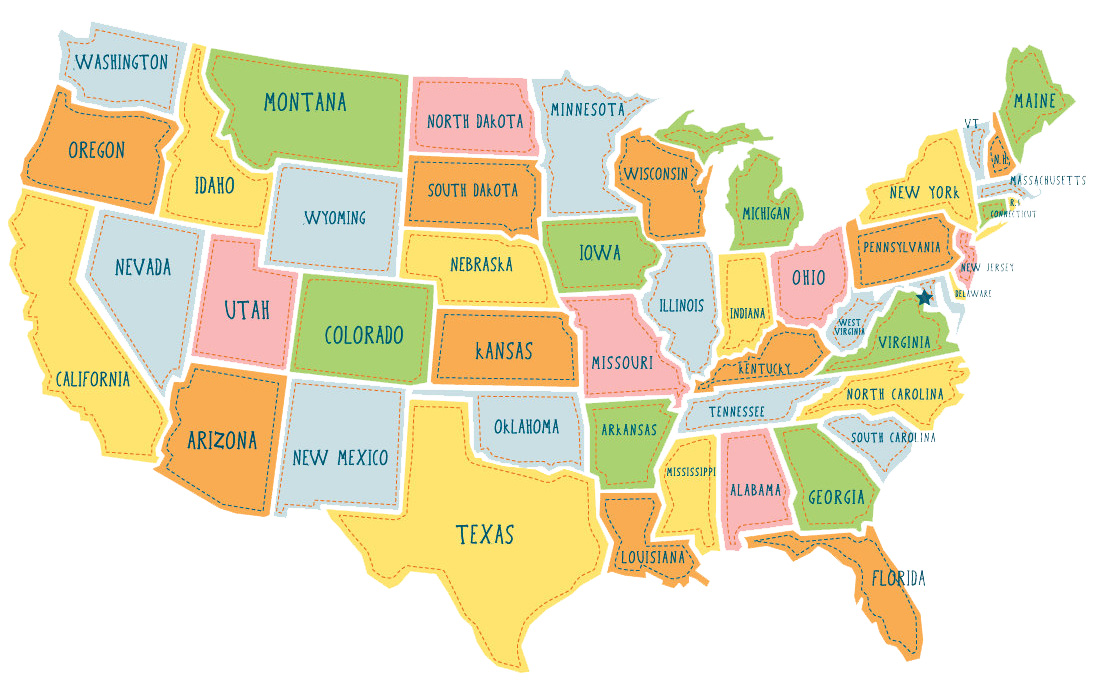 WASHINGTON
MONTANA
NORTH DAKOTA
MINNESOTA
MAINE
VT.
OREGON
IDAHO
SOUTH DAKOTA
WISCONSIN
N.H.
MASSACHUSETTS
WYOMING
MICHIGAN
NEW YORK
R.I.
CONNECTICUT
NEVADA
NEBRASKA
IOWA
PENNSYLVANIA
NEW JERSEY
UTAH
COLORADO
ILLINOIS
INDIANA
OHIO
DELAWARE
WEST
VIRGINIA
VIRGINIA
CALIFORNIA
KANSAS
MISSOURI
KENTUCKY
NORTH CAROLINA
ARIZONA
NEW MEXICO
OKLAHOMA
ARKANSAS
TENNESSEE
SOUTH CAROLINA
MISSISSIPPI
ALABAMA
GEORGIA
TEXAS
LOUISIANA
FLORIDA